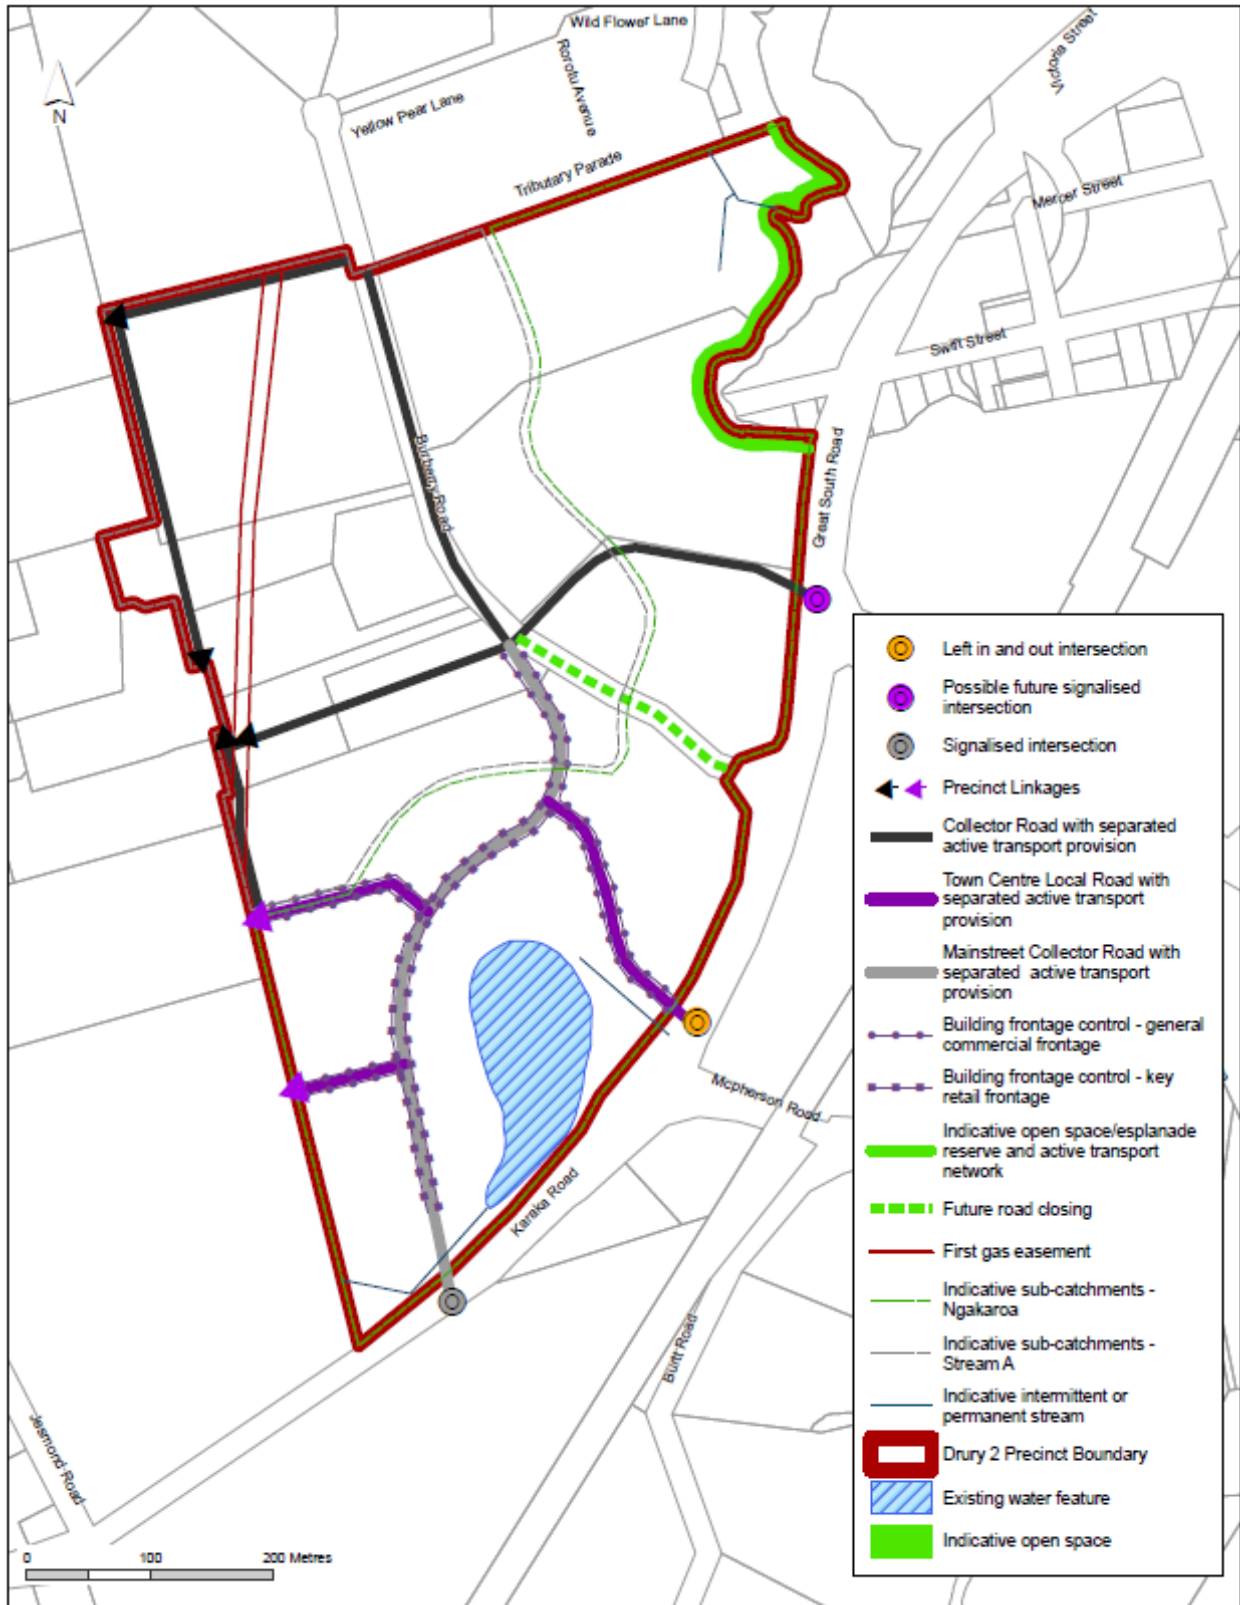 Wild Flower Lane
Victoria Street
Rorotu Avenue
Yellow Pear Lane
N
Tributary Parade
Mercer Street
Swift Street
Burberry Road
Great South Road
Left in and out intersection
Possible future signalised
intersection
Signalised intersection
Precinct Linkages
Collector Road with separated
active transport provision
Town Centre Local Road with
separated active transport
provision
Mainstreet Collector Road with
separated active transport
provision
Building frontage control - general
commercial frontage
Building frontage control - key
retail frontage
Indicative open space/esplanade
reserve and active transport
network
Future road closing
First gas easement
Indicative sub-catchments -
Ngakaroa
Indicative sub-catchments -
Stream A
Indicative intermittent or
permanent stream
Drury 2 Precinct Boundary
Existing water feature
Indicative open space
Mcpherson Road
Karaka Road
Burtt Road
Jesmond Road
0 100 200 Metres